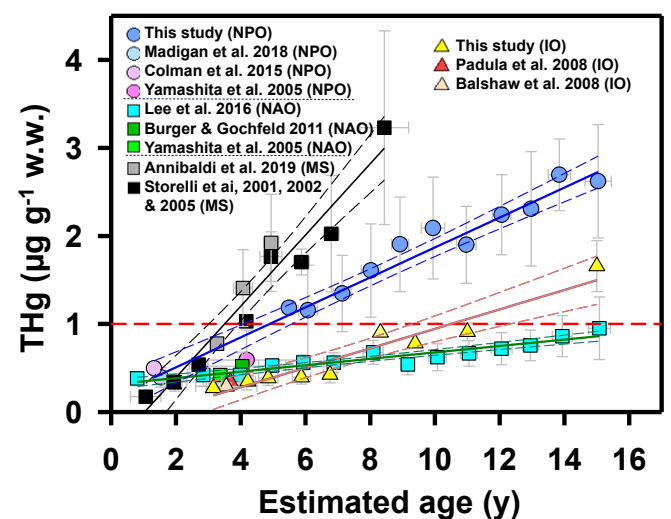 This study (NPO)
Madigan et al. 2018 (NPO)
Colman et al. 2015 (NPO)
Yamashita et al. 2005 (NPO)
Lee et al. 2016 (NAO)
Burger & Gochfeld 2011 (NAO)
Yamashita et al. 2005 (NAO)
Annibaldi et al. 2019 (MS)
Storelli et ai, 2001, 2002
& 2005 (MS)
This study (IO)
Padula et al. 2008 (IO)
Balshaw et al. 2008 (IO)
THg (µg g⁻¹ w.w.)
4
3
2
1
0
0 2 4 6 8 10 12 14 16
Estimated age (y)